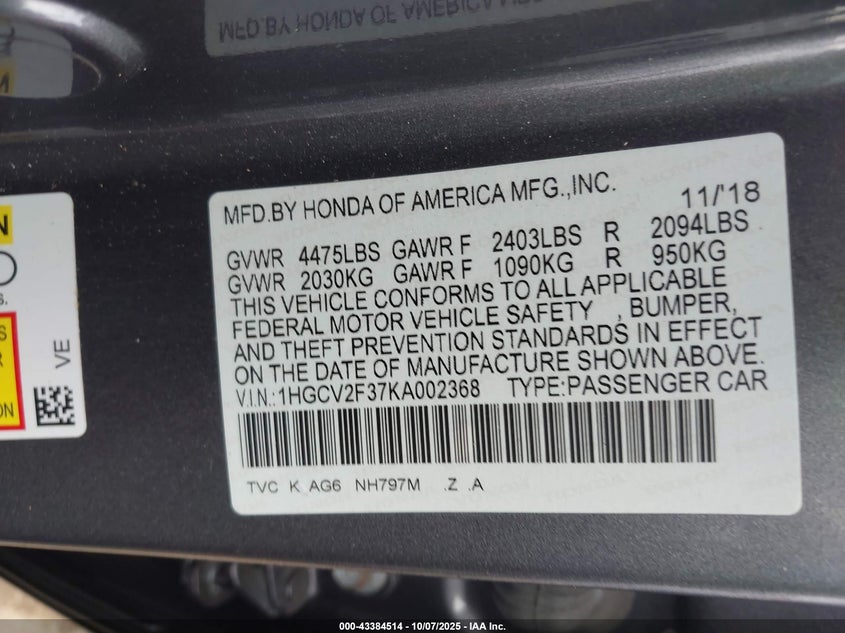 MFD BY HONDA OF AMERICA
MFD.BY HONDA OF AMERICA MFG.,INC. 11/'18
GVWR 4475LBS GAWR F 2403LBS R 2094LBS
GVWR 2030KG GAWR F 1090KG R 950KG
THIS VEHICLE CONFORMS TO ALL APPLICABLE
FEDERAL MOTOR VEHICLE SAFETY , BUMPER,
AND THEFT PREVENTION STANDARDS IN EFFECT
ON THE DATE OF MANUFACTURE SHOWN ABOVE.
V.I.N.:1HGCV2F37KA002368 TYPE:PASSENGER CAR
TVC K AG6 NH797M .Z .A
VE
ON
000-43384514 - 10/07/2025 - IAA Inc.